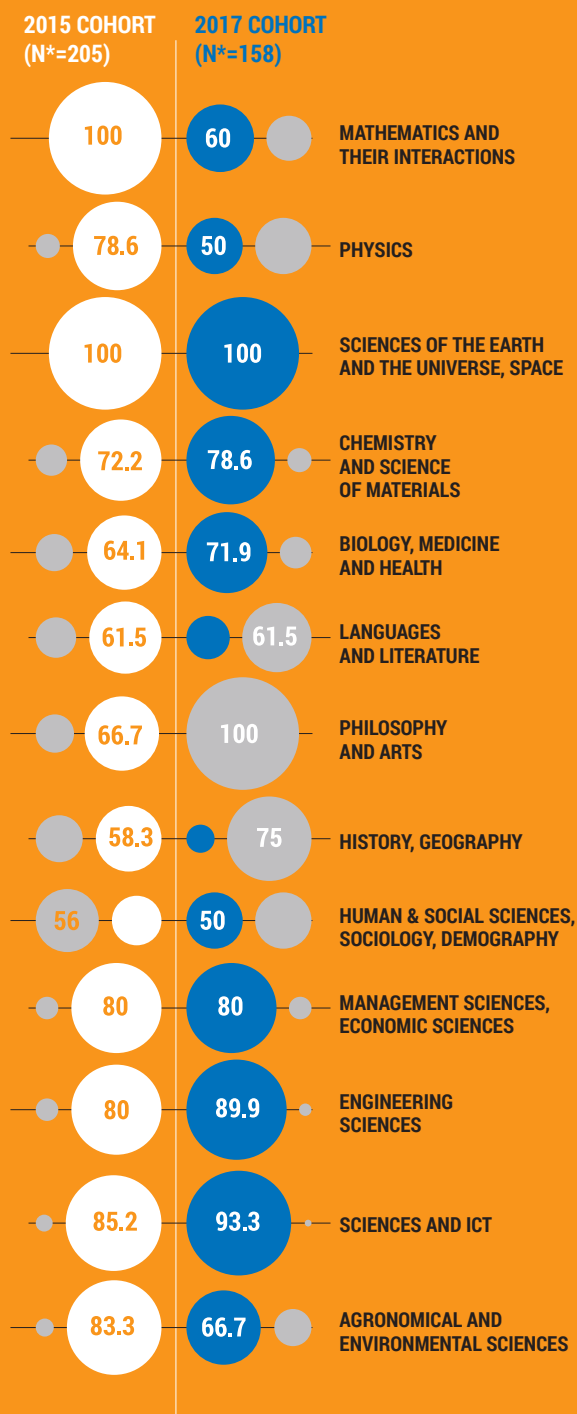 2015 COHORT
(N*=205)
2017 COHORT
(N*=158)
100
60
MATHEMATICS AND
THEIR INTERACTIONS
78.6
50
PHYSICS
100
100
SCIENCES OF THE EARTH
AND THE UNIVERSE, SPACE
72.2
78.6
CHEMISTRY
AND SCIENCE
OF MATERIALS
64.1
71.9
BIOLOGY, MEDICINE
AND HEALTH
61.5
61.5
LANGUAGES
AND LITERATURE
66.7
100
PHILOSOPHY
AND ARTS
58.3
75
HISTORY, GEOGRAPHY
56
50
HUMAN & SOCIAL SCIENCES,
SOCIOLOGY, DEMOGRAPHY
80
80
MANAGEMENT SCIENCES,
ECONOMIC SCIENCES
80
89.9
ENGINEERING
SCIENCES
85.2
93.3
SCIENCES AND ICT
83.3
66.7
AGRONOMICAL AND
ENVIRONMENTAL SCIENCES